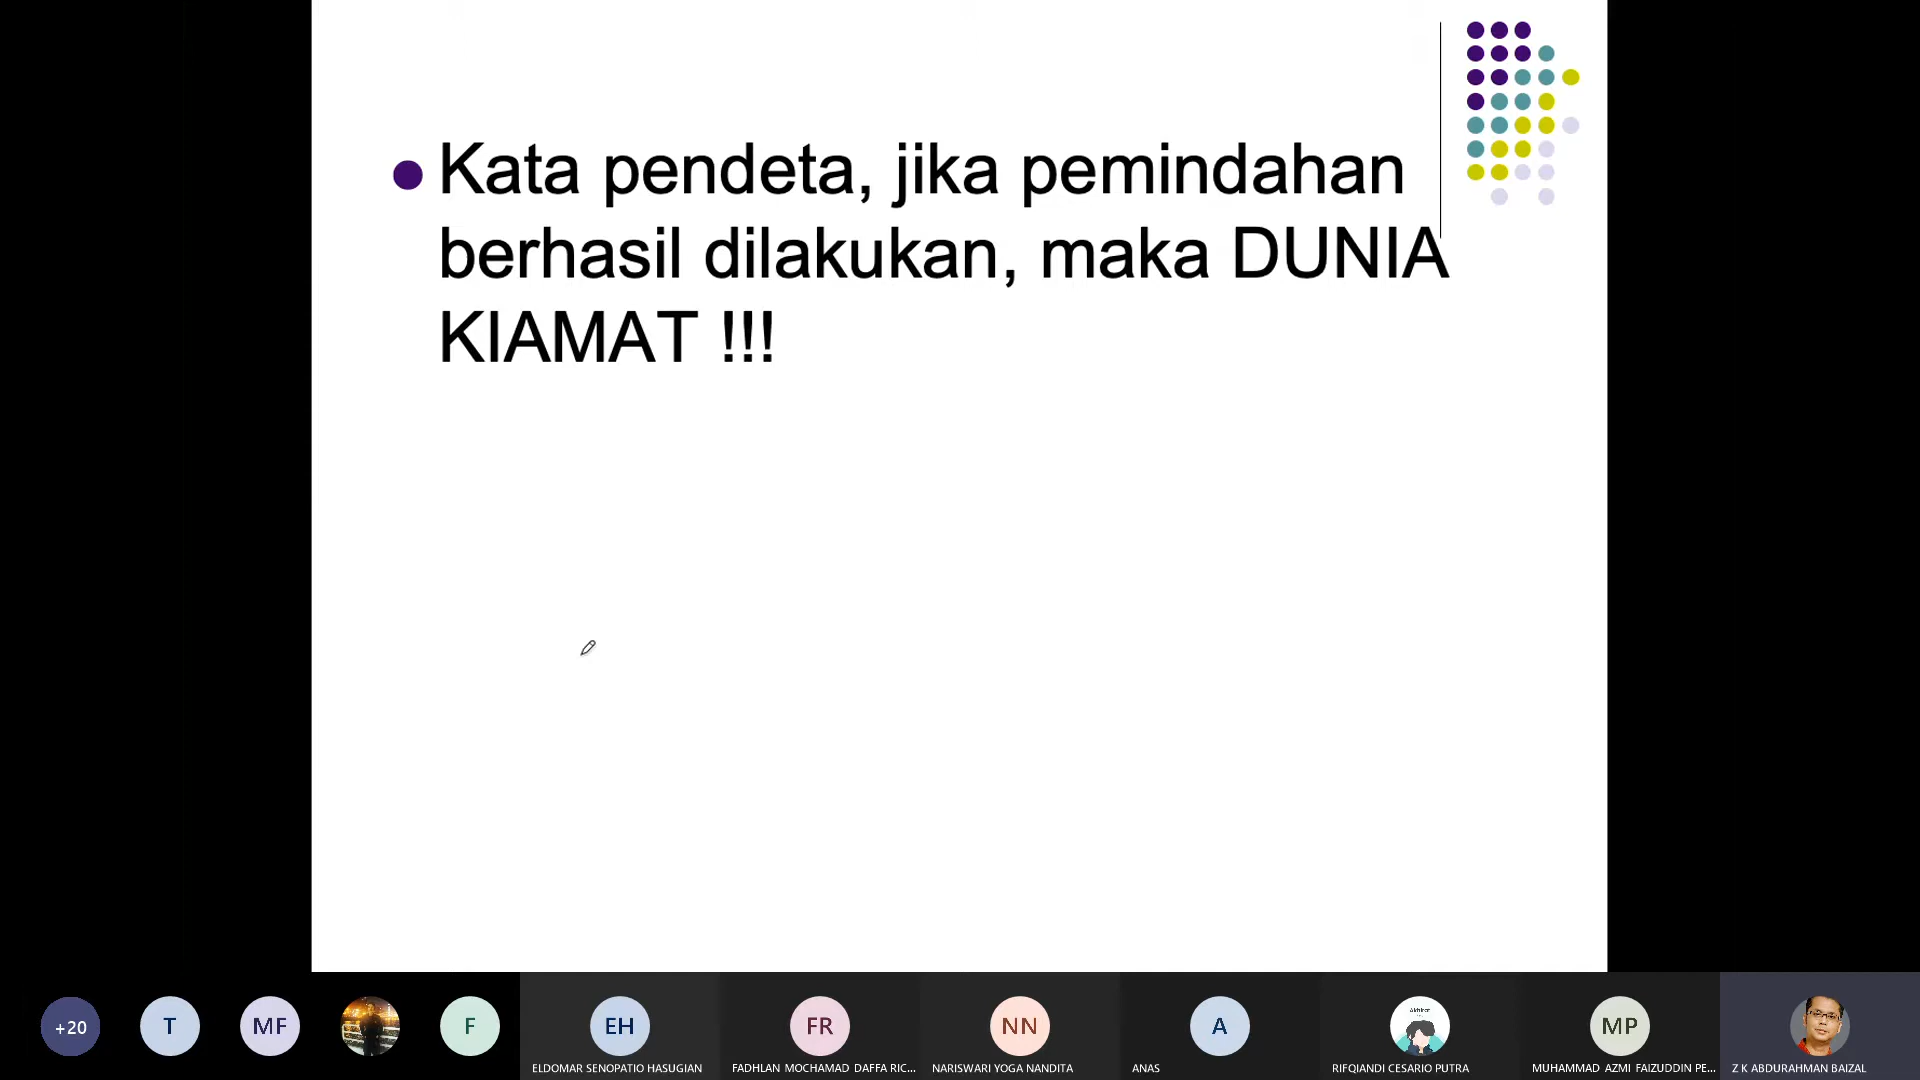 Kata pendeta, jika pemindahan
berhasil dilakukan, maka DUNIA
KIAMAT !!!
+20
T
MF
F
EH
FR
NN
A
MP
ELDOMAR SENOPATIO HASUGIAN
FADHLAN MOCHAMAD DAFFA RIC...
NARISWARI YOGA NANDITA
ANAS
RIFQIANDI CESARIO PUTRA
MUHAMMAD AZMI FAIZUDDIN PE...
Z K ABDURAHMAN BAIZAL